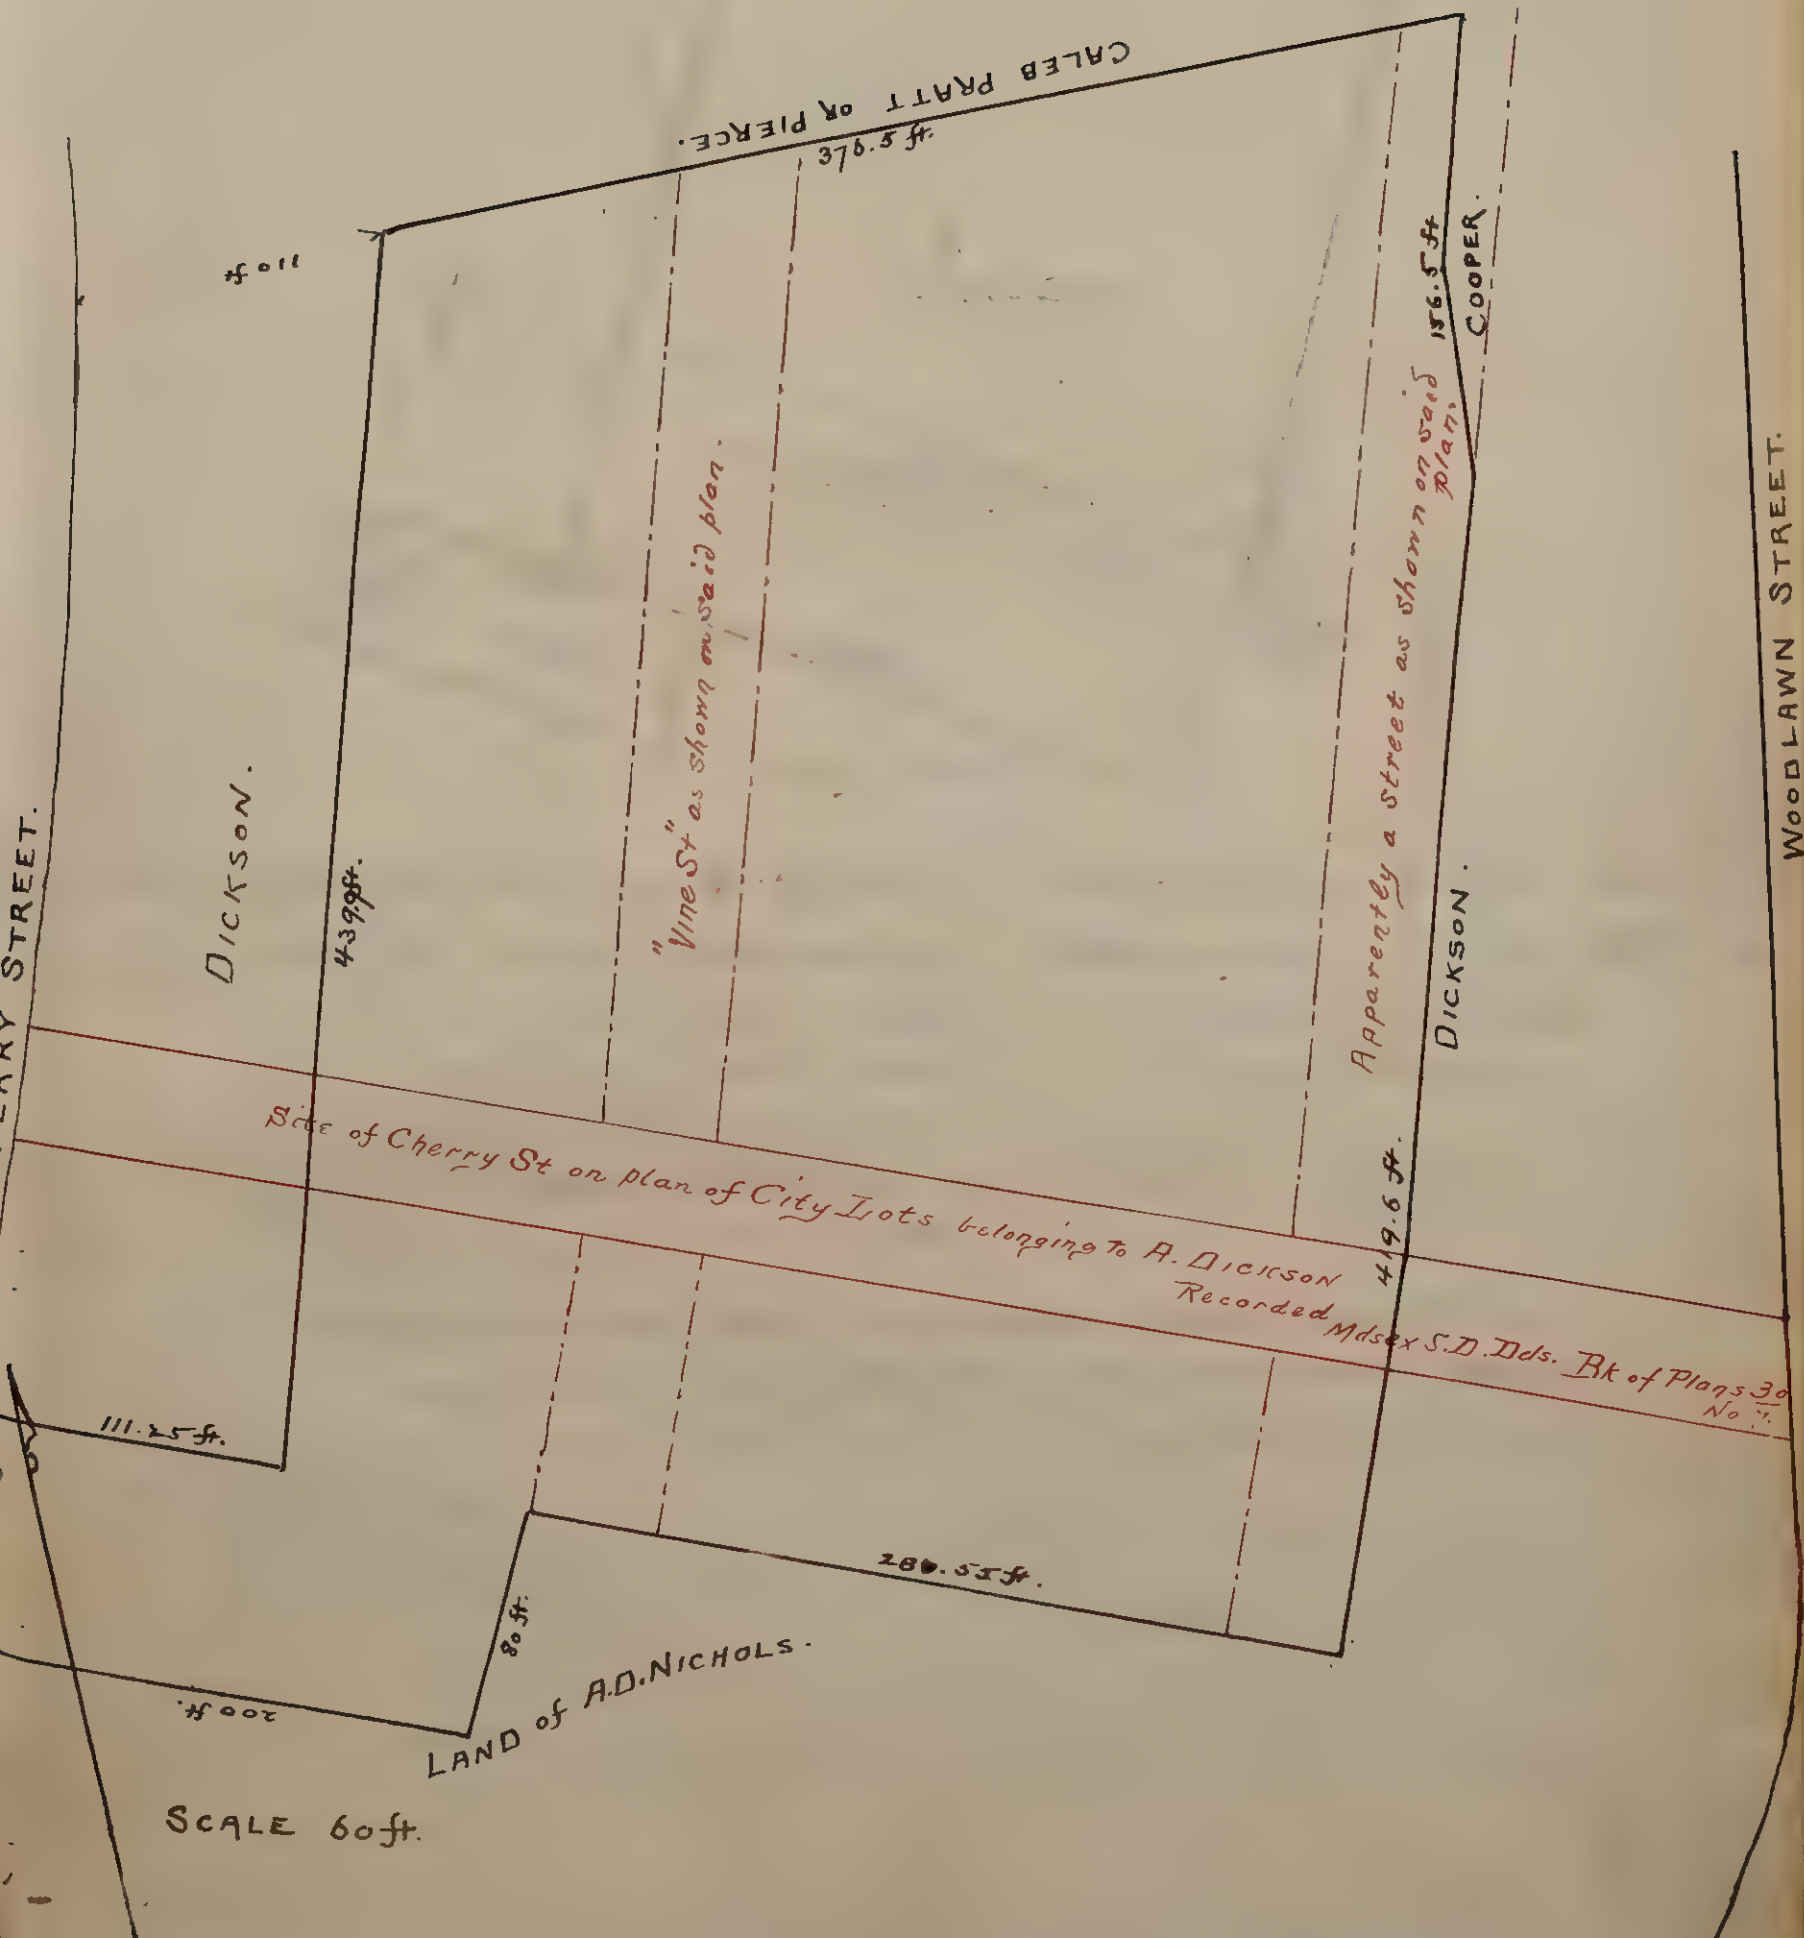 CALEB PRATT OR PIERCE.
376.5 ft.
110 ft
156.5 ft
COOPER.
WOODLAWN STREET.
STREET.
DICKSON.
439.9 ft.
"Vine St" as shown on said plan.
Apparently a street as shown on said
plan.
DICKSON.
419.6 ft.
Site of Cherry St on plan of City Lots belonging to A. DICKSON
Recorded
Mdsex S.D. Dds. Bk of Plans 30
No
111.25 ft.
80 ft.
200 ft.
LAND of A.D. NICHOLS.
SCALE 60 ft.